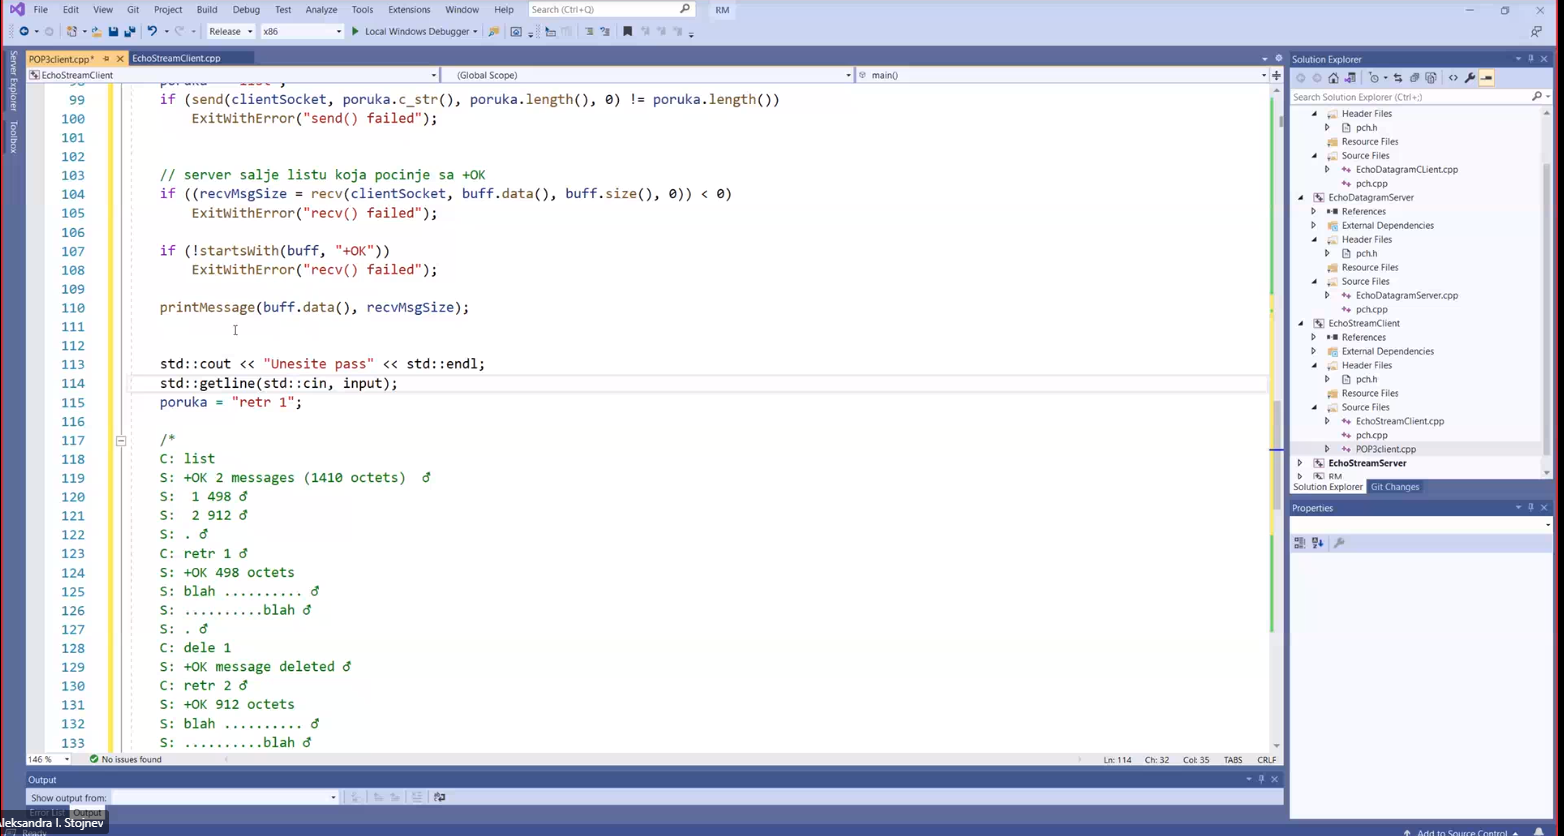 File Edit View Git Project Build Debug Test Analyze Tools Extensions Window Help Search (Ctrl+Q) RM
Release x86 Local Windows Debugger
POP3client.cpp* EchoStreamClient.cpp
EchoStreamClient (Global Scope) main()
Server Explorer
Toolbox
99 if (send(clientSocket, poruka.c_str(), poruka.length(), 0) != poruka.length())
100 ExitWithError("send() failed");
101
102
103 // server salje listu koja pocinje sa +OK
104 if ((recvMsgSize = recv(clientSocket, buff.data(), buff.size(), 0)) < 0)
105 ExitWithError("recv() failed");
106
107 if (!startsWith(buff, "+OK"))
108 ExitWithError("recv() failed");
109
110 printMessage(buff.data(), recvMsgSize);
111
112
113 std::cout << "Unesite pass" << std::endl;
114 std::getline(std::cin, input);
115 poruka = "retr 1";
116
117 /*
118 C: list
119 S: +OK 2 messages (1410 octets) ♂
120 S: 1 498 ♂
121 S: 2 912 ♂
122 S: . ♂
123 C: retr 1 ♂
124 S: +OK 498 octets
125 S: blah .......... ♂
126 S: ..........blah ♂
127 S: . ♂
128 C: dele 1
129 S: +OK message deleted ♂
130 C: retr 2 ♂
131 S: +OK 912 octets
132 S: blah .......... ♂
133 S: ..........blah ♂
146 % No issues found Ln: 114 Ch: 32 Col: 35 TABS CRLF
Output
Show output from:
Error List Output
Aleksandra I. Stojnev
Ready
Add to Source Control
Solution Explorer
Search Solution Explorer (Ctrl+;)
Header Files
pch.h
Resource Files
Source Files
EchoDatagramCLient.cpp
pch.cpp
EchoDatagramServer
References
External Dependencies
Header Files
pch.h
Resource Files
Source Files
EchoDatagramServer.cpp
pch.cpp
EchoStreamClient
References
External Dependencies
Header Files
pch.h
Resource Files
Source Files
EchoStreamClient.cpp
pch.cpp
POP3client.cpp
EchoStreamServer
RM
Solution Explorer Git Changes
Properties